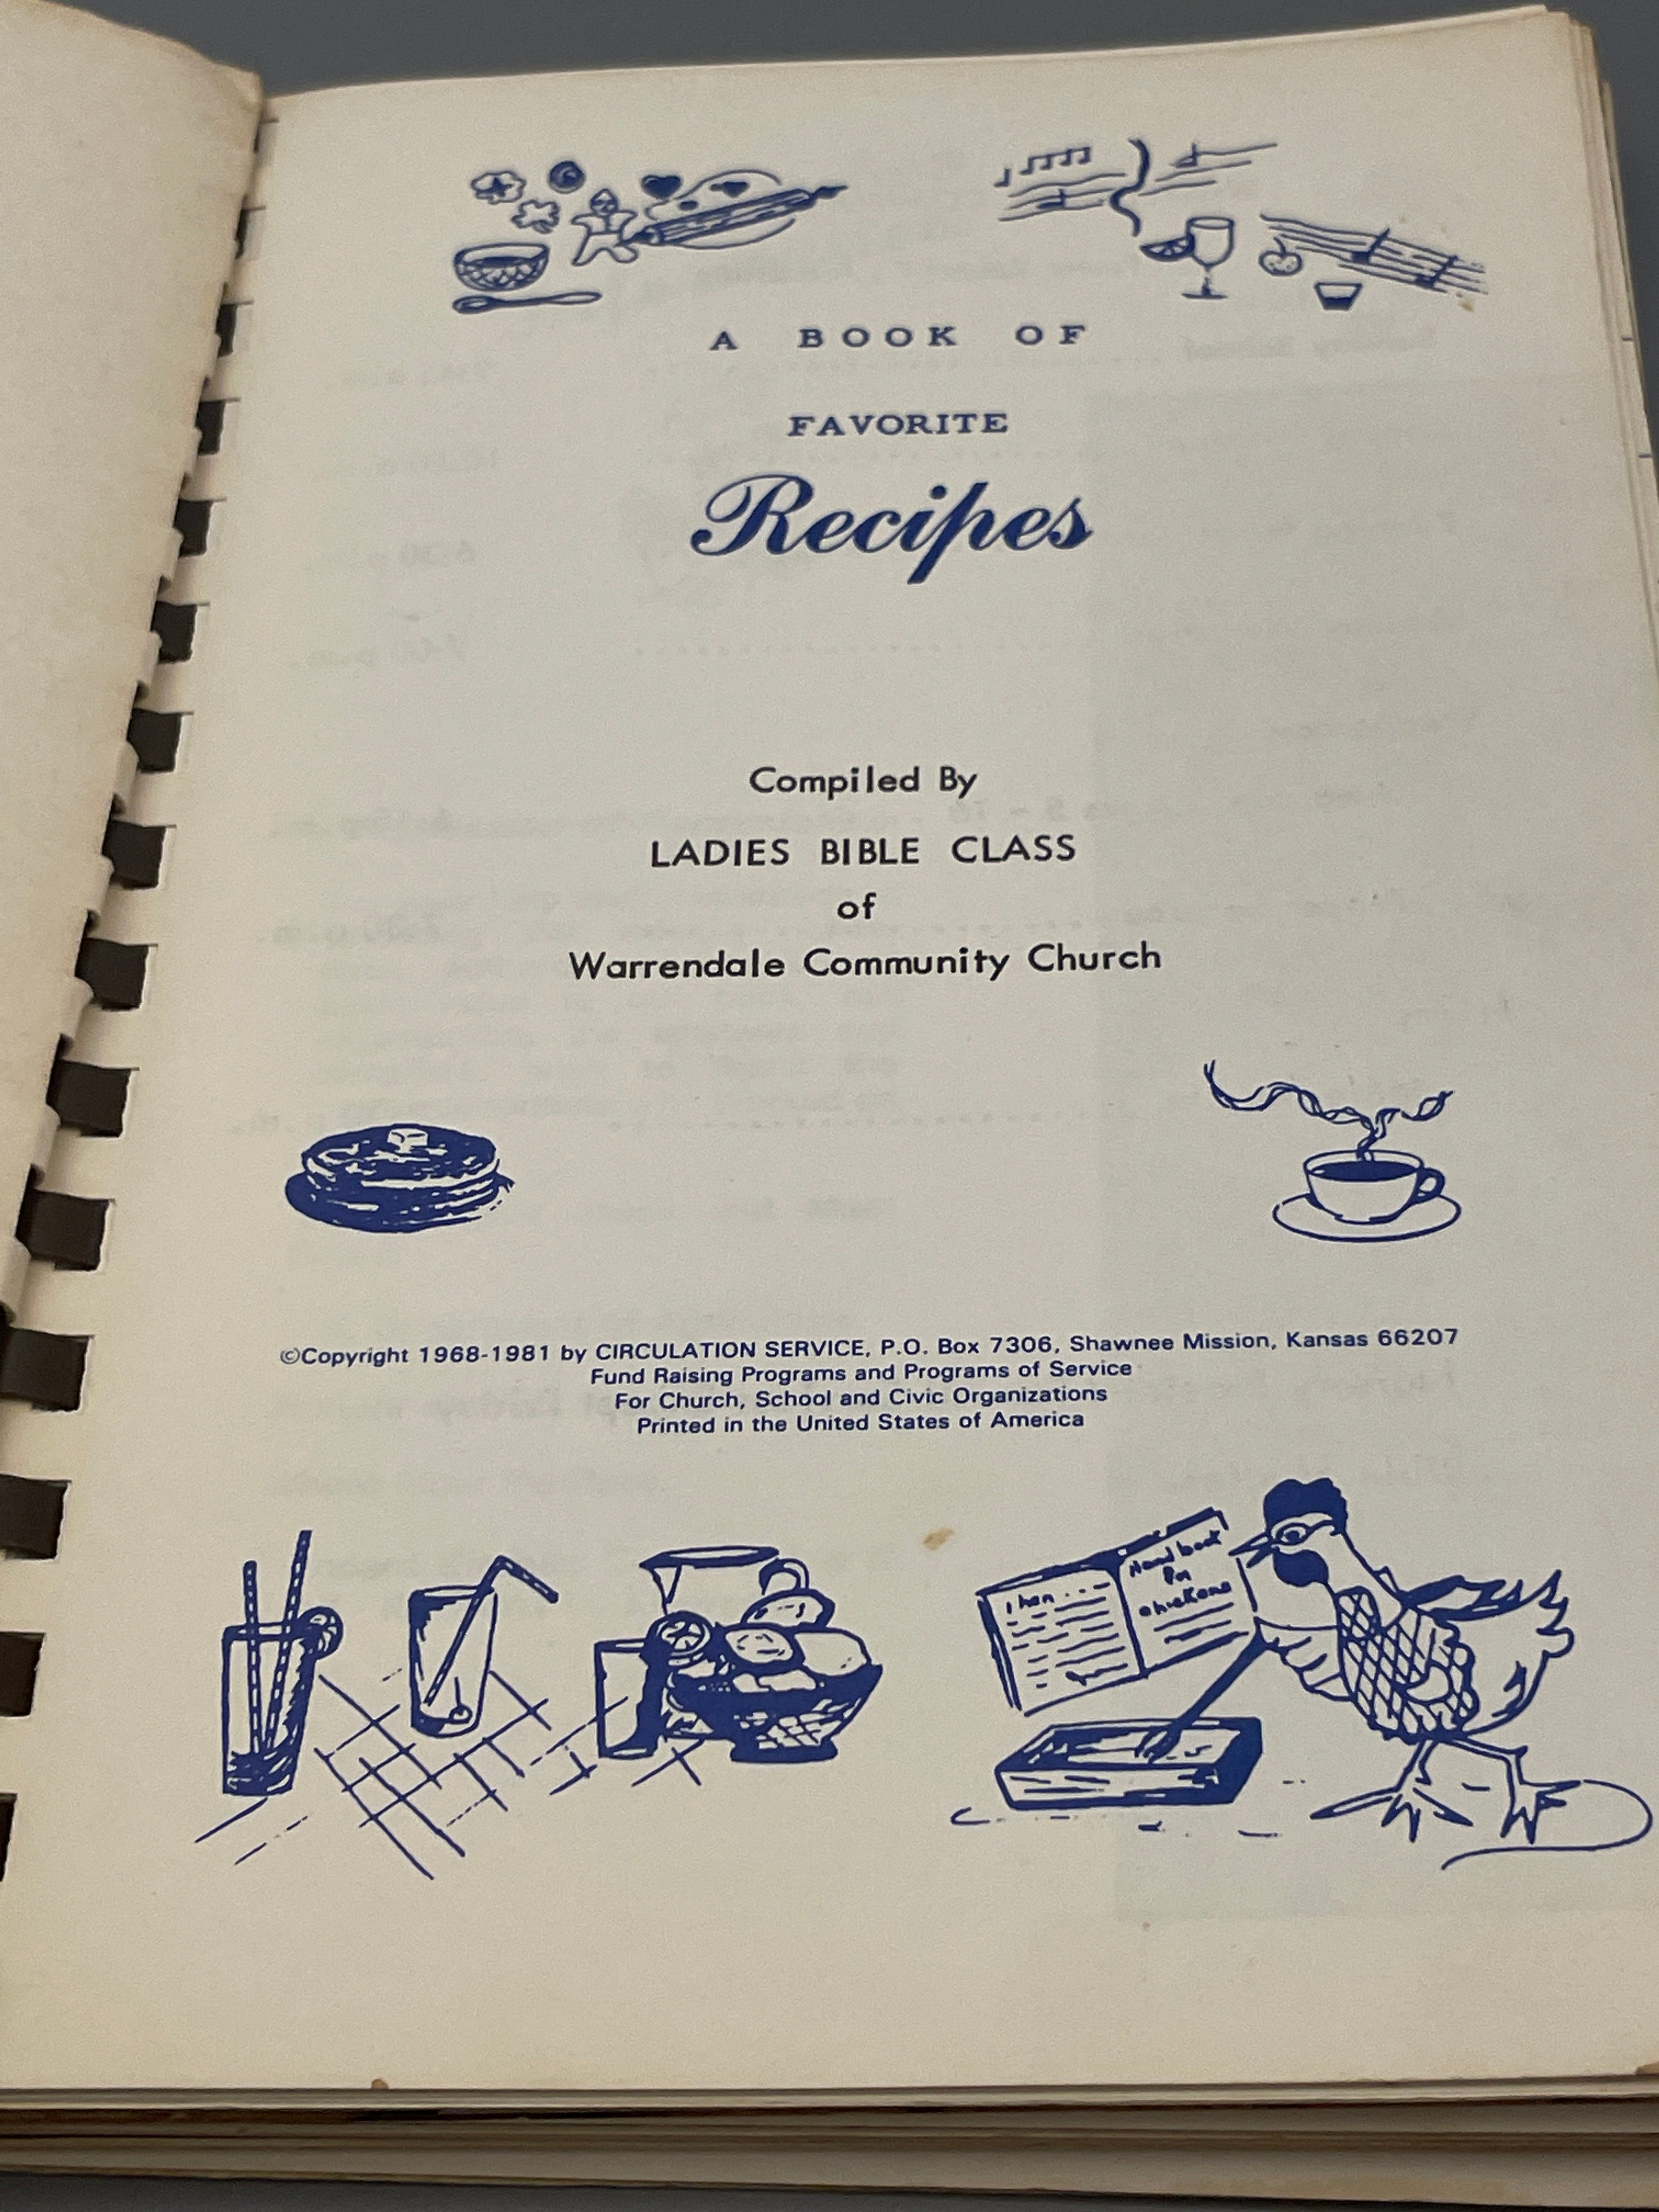 A BOOK OF
FAVORITE
Recipes
Compiled By
LADIES BIBLE CLASS
of
Warrendale Community Church
©Copyright 1968-1981 by CIRCULATION SERVICE, P.O. Box 7306, Shawnee Mission, Kansas 66207
Fund Raising Programs and Programs of Service
For Church, School and Civic Organizations
Printed in the United States of America
Handbook
for
chickens